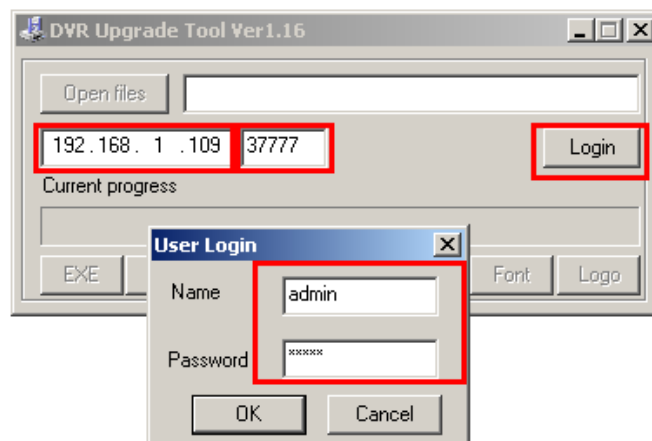 DVR Upgrade Tool Ver1.16
Open files
192.168. 1 .109 37777 Login
Current progress
User Login
EXE Font Logo
Name admin
Password *****
OK Cancel